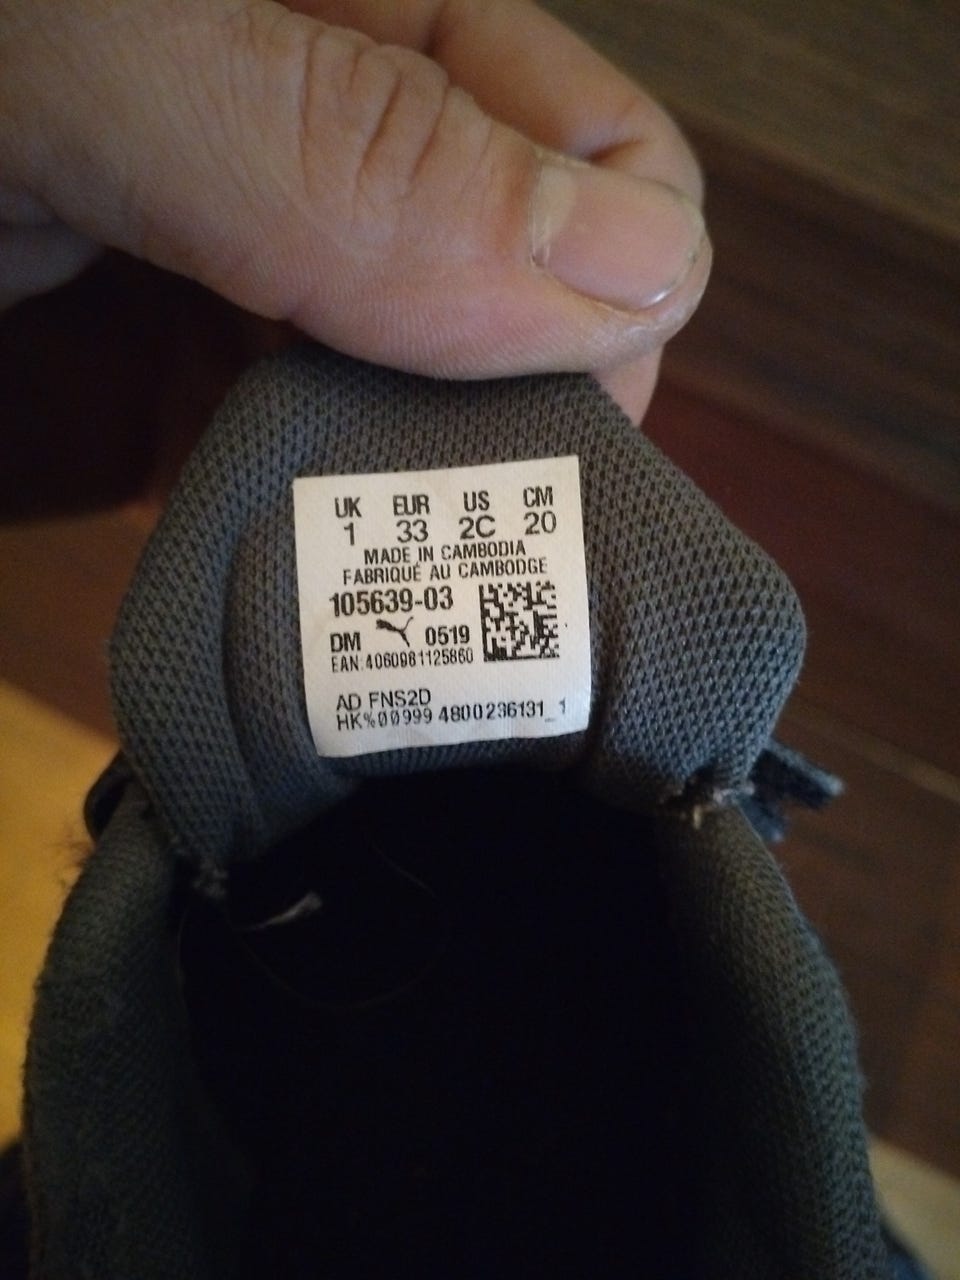 UK EUR US CM
1 33 2C 20
MADE IN CAMBODIA
FABRIQUÉ AU CAMBODGE
105639-03
DM 0519
EAN:4060981125860
AD FNS2D
HK%00999 4800236131_1